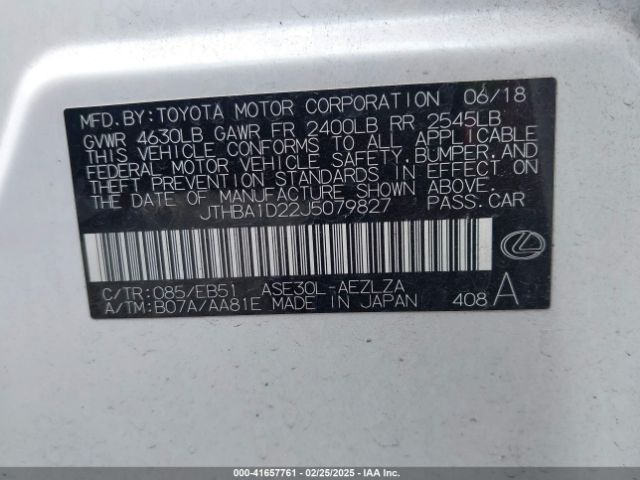 MFD.BY:TOYOTA MOTOR CORPORATION 06/18
GVWR 4630LB GAWR FR 2400LB RR 2545LB
THIS VEHICLE CONFORMS TO ALL APPLICABLE
FEDERAL MOTOR VEHICLE SAFETY,BUMPER,AND
THEFT PREVENTION STANDARDS IN EFFECT ON
THE DATE OF MANUFACTURE SHOWN ABOVE.
JTHBA1D22J5079827 PASS.CAR
C/TR:085/EB51 ASE30L-AEZLZA
A/TM:B07A/AA81E MADE IN JAPAN 408 A
000-41657761 | 02/25/2025 | IAAI.COM